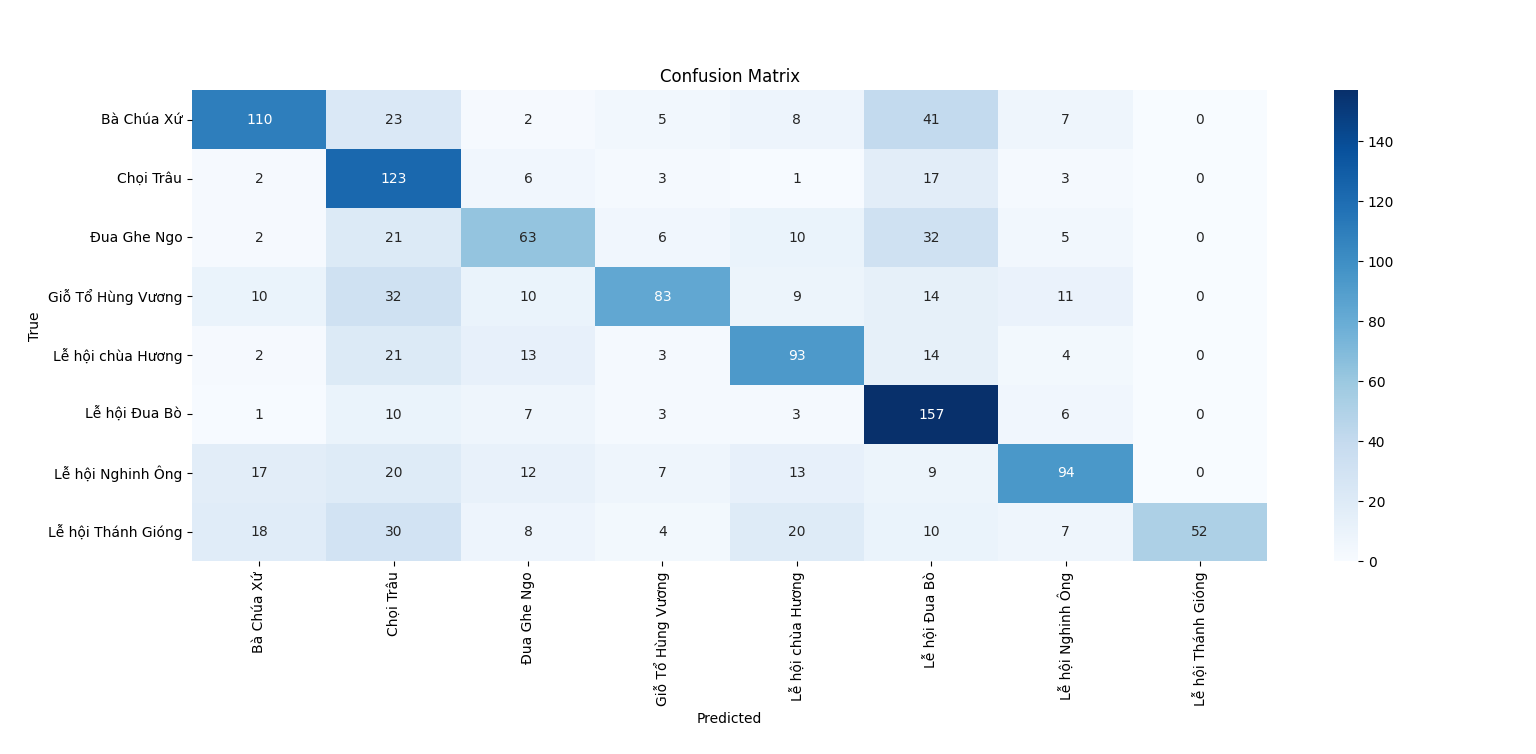 Confusion Matrix
Bà Chúa Xứ 110 23 2 5 8 41 7 0
Chọi Trâu 2 123 6 3 1 17 3 0
Đua Ghe Ngo 2 21 63 6 10 32 5 0
Giỗ Tổ Hùng Vương 10 32 10 83 9 14 11 0
Lễ hội chùa Hương 2 21 13 3 93 14 4 0
Lễ hội Đua Bò 1 10 7 3 3 157 6 0
Lễ hội Nghinh Ông 17 20 12 7 13 9 94 0
Lễ hội Thánh Gióng 18 30 8 4 20 10 7 52
True
Bà Chúa Xứ
Chọi Trâu
Đua Ghe Ngo
Giỗ Tổ Hùng Vương
Lễ hội chùa Hương
Lễ hội Đua Bò
Lễ hội Nghinh Ông
Lễ hội Thánh Gióng
Predicted
140
120
100
80
60
40
20
0